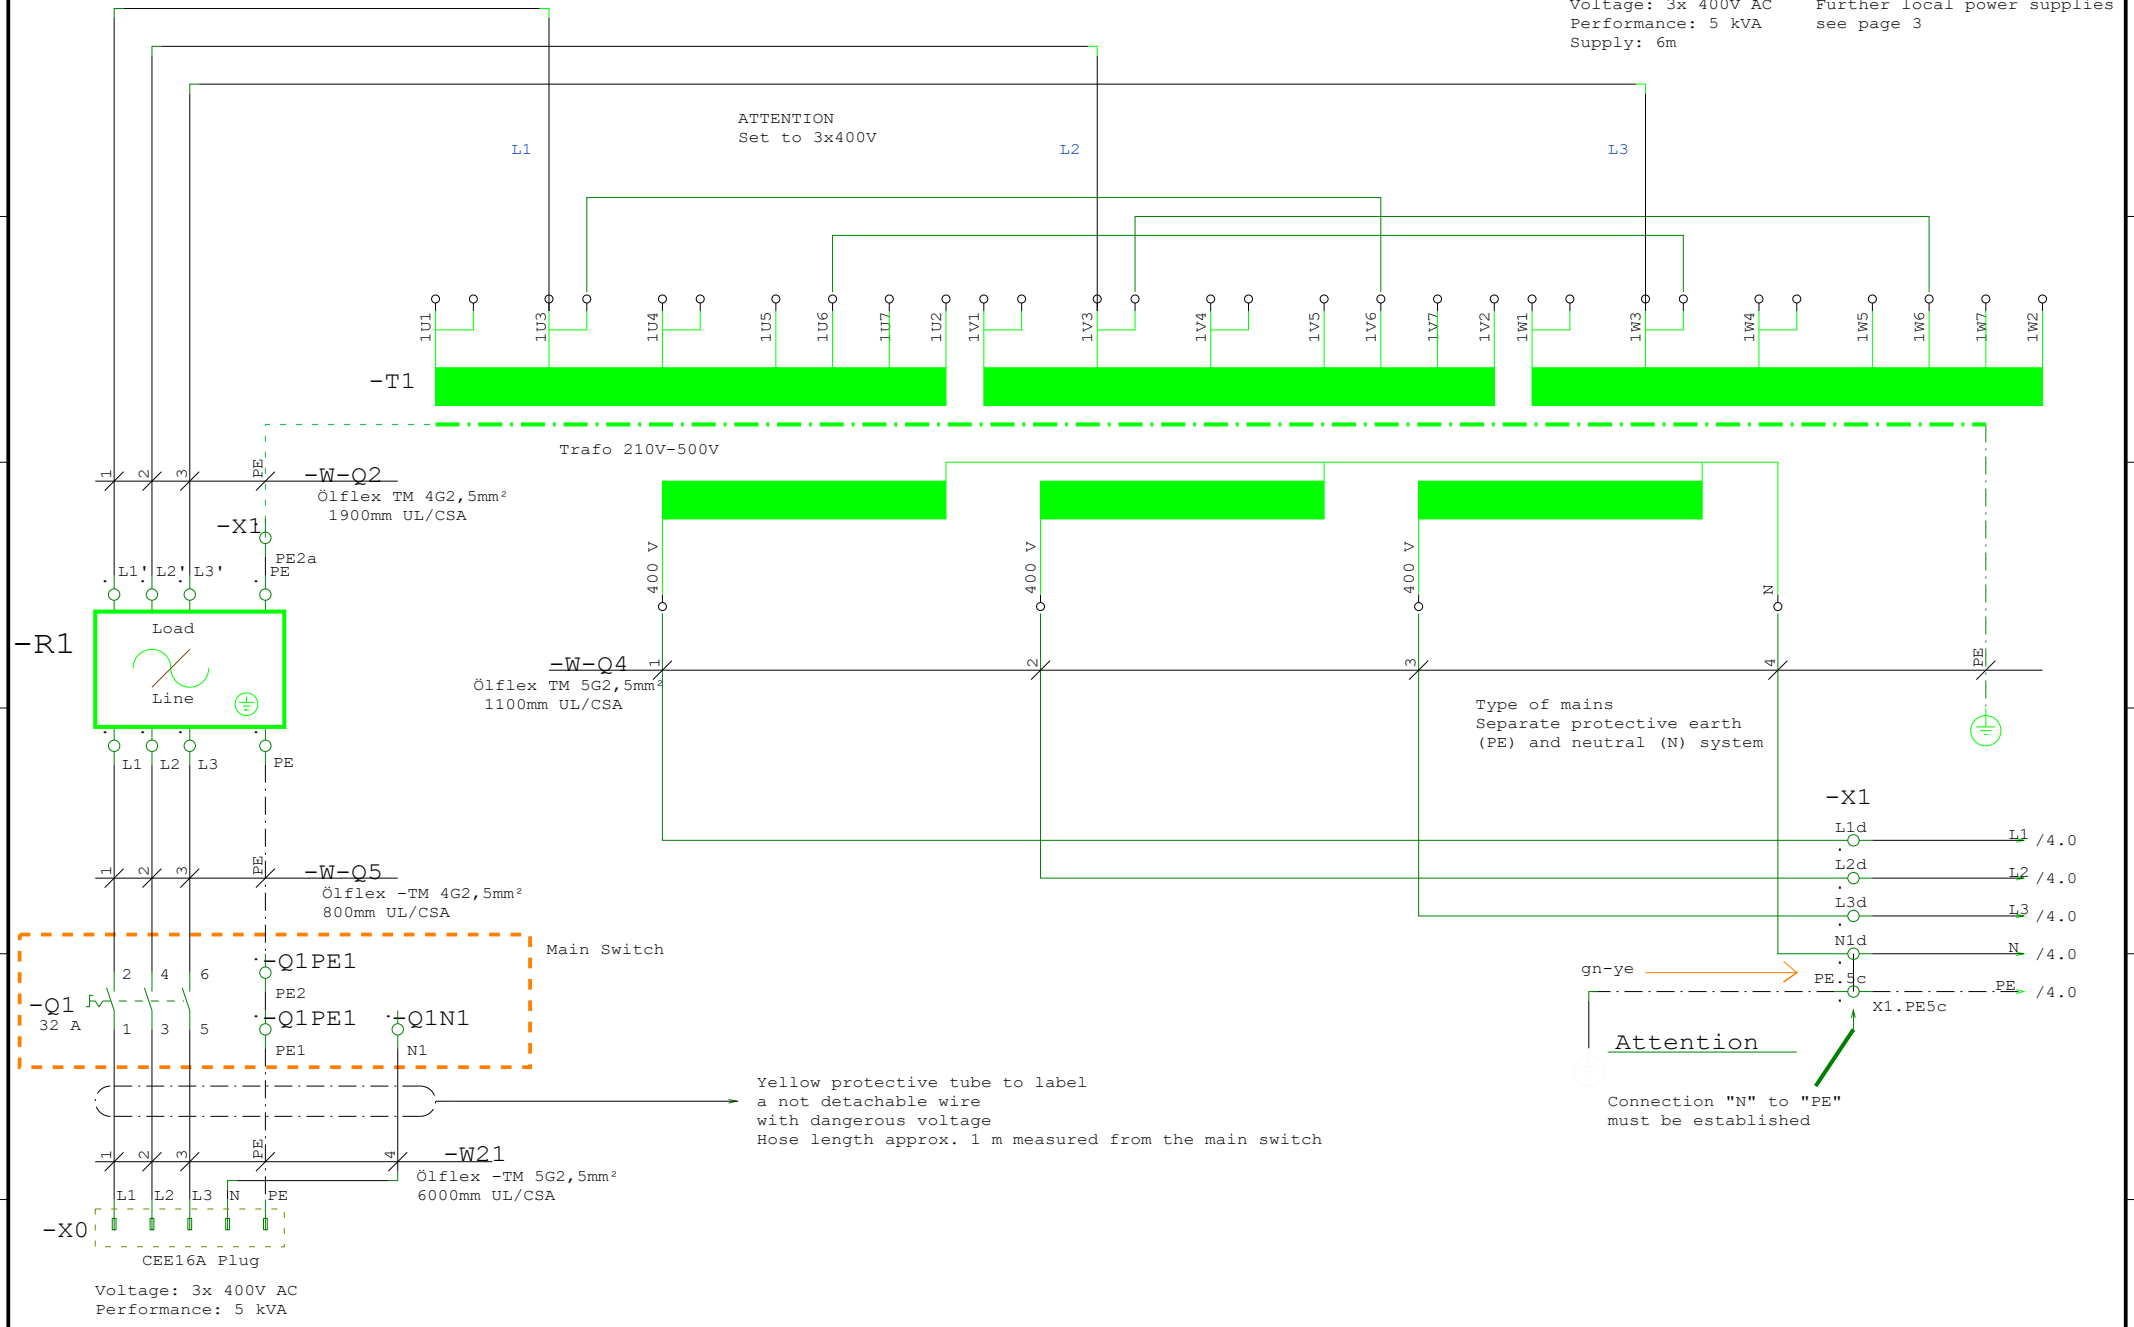 Voltage: 3x 400V AC
Performance: 5 kVA
Supply: 6m
Further local power supplies
see page 3
ATTENTION
Set to 3x400V
L1
L2
L3
1U1
1U3
1U4
1U5
1U6
1U7
1U2
1V1
1V3
1V4
1V5
1V6
1V7
1V2
1W1
1W3
1W4
1W5
1W6
1W7
1W2
-T1
Trafo 210V-500V
1
2
3
PE
-W-Q2
Ölflex TM 4G2,5mm²
1900mm UL/CSA
-X1
PE2a
L1'
L2'
L3'
PE
400 V
400 V
400 V
N
-R1
Load
Line
-W-Q4
1
2
3
4
PE
Ölflex TM 5G2,5mm²
1100mm UL/CSA
Type of mains
Separate protective earth
(PE) and neutral (N) system
L1
L2
L3
PE
-X1
L1d
L1 /4.0
L2d
L2 /4.0
L3d
L3 /4.0
N1d
N /4.0
PE.5c
PE /4.0
X1.PE5c
gn-ye
Attention
Connection "N" to "PE"
must be established
1
2
3
PE
-W-Q5
Ölflex -TM 4G2,5mm²
800mm UL/CSA
Main Switch
2
4
6
-Q1PE1
PE2
-Q1
32 A
1
3
5
-Q1PE1
PE1
-Q1N1
N1
Yellow protective tube to label
a not detachable wire
with dangerous voltage
Hose length approx. 1 m measured from the main switch
1
2
3
PE
4
-W21
Ölflex -TM 5G2,5mm²
6000mm UL/CSA
L1
L2
L3
N
PE
-X0
CEE16A Plug
Voltage: 3x 400V AC
Performance: 5 kVA